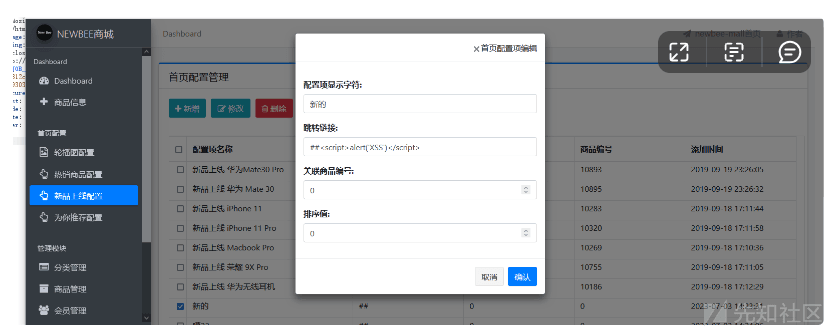 NEWBEE商城
Dashboard
newbee-mall首页
作者
Dashboard
Dashboard
商品信息
首页配置
轮播图配置
热销商品配置
新品上线配置
为你推荐配置
管理模块
分类管理
商品管理
会员管理
首页配置管理
新增
修改
删除
首页配置项编辑
配置项显示字符:
新的
跳转链接:
##<script>alert('XSS')</script>
关联商品编号:
0
排序值:
0
取消
确认
配置项名称 商品编号 添加时间
新品上线 华为Mate30 Pro 10893 2019-09-19 23:26:05
新品上线 华为 Mate 30 10895 2019-09-19 23:26:32
新品上线 iPhone 11 10283 2019-09-18 17:11:44
新品上线 iPhone 11 Pro 10320 2019-09-18 17:11:58
新品上线 Macbook Pro 10269 2019-09-18 17:10:36
新品上线 荣耀 9X Pro 10755 2019-09-18 17:11:05
新品上线 华为无线耳机 10186 2019-09-18 17:12:29
新的 ## 0 0
先知社区